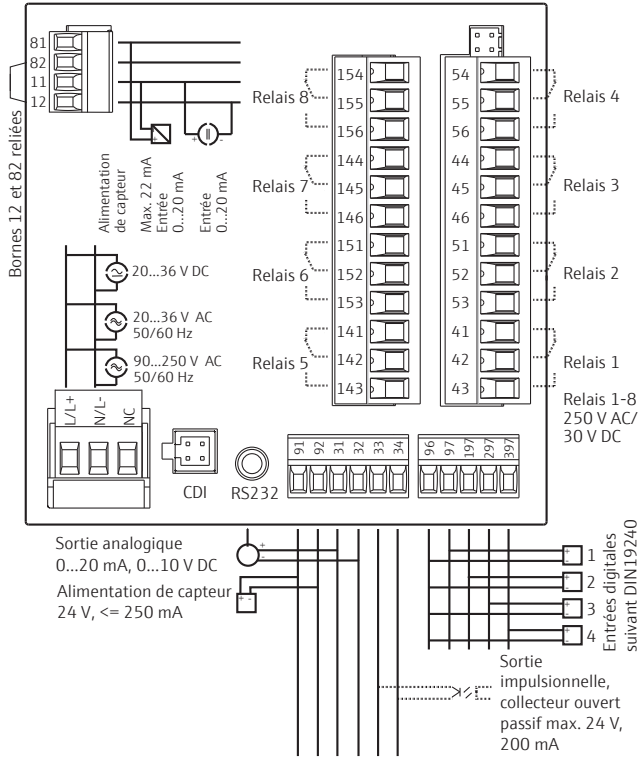 81
82
11
12
Bornes 12 et 82 reliées
Alimentation
de capteur
Max. 22 mA
Entrée
0...20 mA
Entrée
0...20 mA
+
+ -
20...36 V DC
20...36 V AC
50/60 Hz
90...250 V AC
50/60 Hz
L/L+
N/L-
NC
CDI
RS232
Relais 8
154
155
156
Relais 7
144
145
146
Relais 6
151
152
153
Relais 5
141
142
143
54
55
56
Relais 4
44
45
46
Relais 3
51
52
53
Relais 2
41
42
43
Relais 1
Relais 1-8
250 V AC/
30 V DC
91
92
31
32
33
34
96
97
197
297
397
Sortie analogique
0...20 mA, 0...10 V DC
+
-
Alimentation de capteur
24 V, <= 250 mA
+ -
+
-
1
+
-
2
+
-
3
+
-
4
Entrées digitales
suivant DIN19240
Sortie
impulsionnelle,
collecteur ouvert
passif max. 24 V,
200 mA